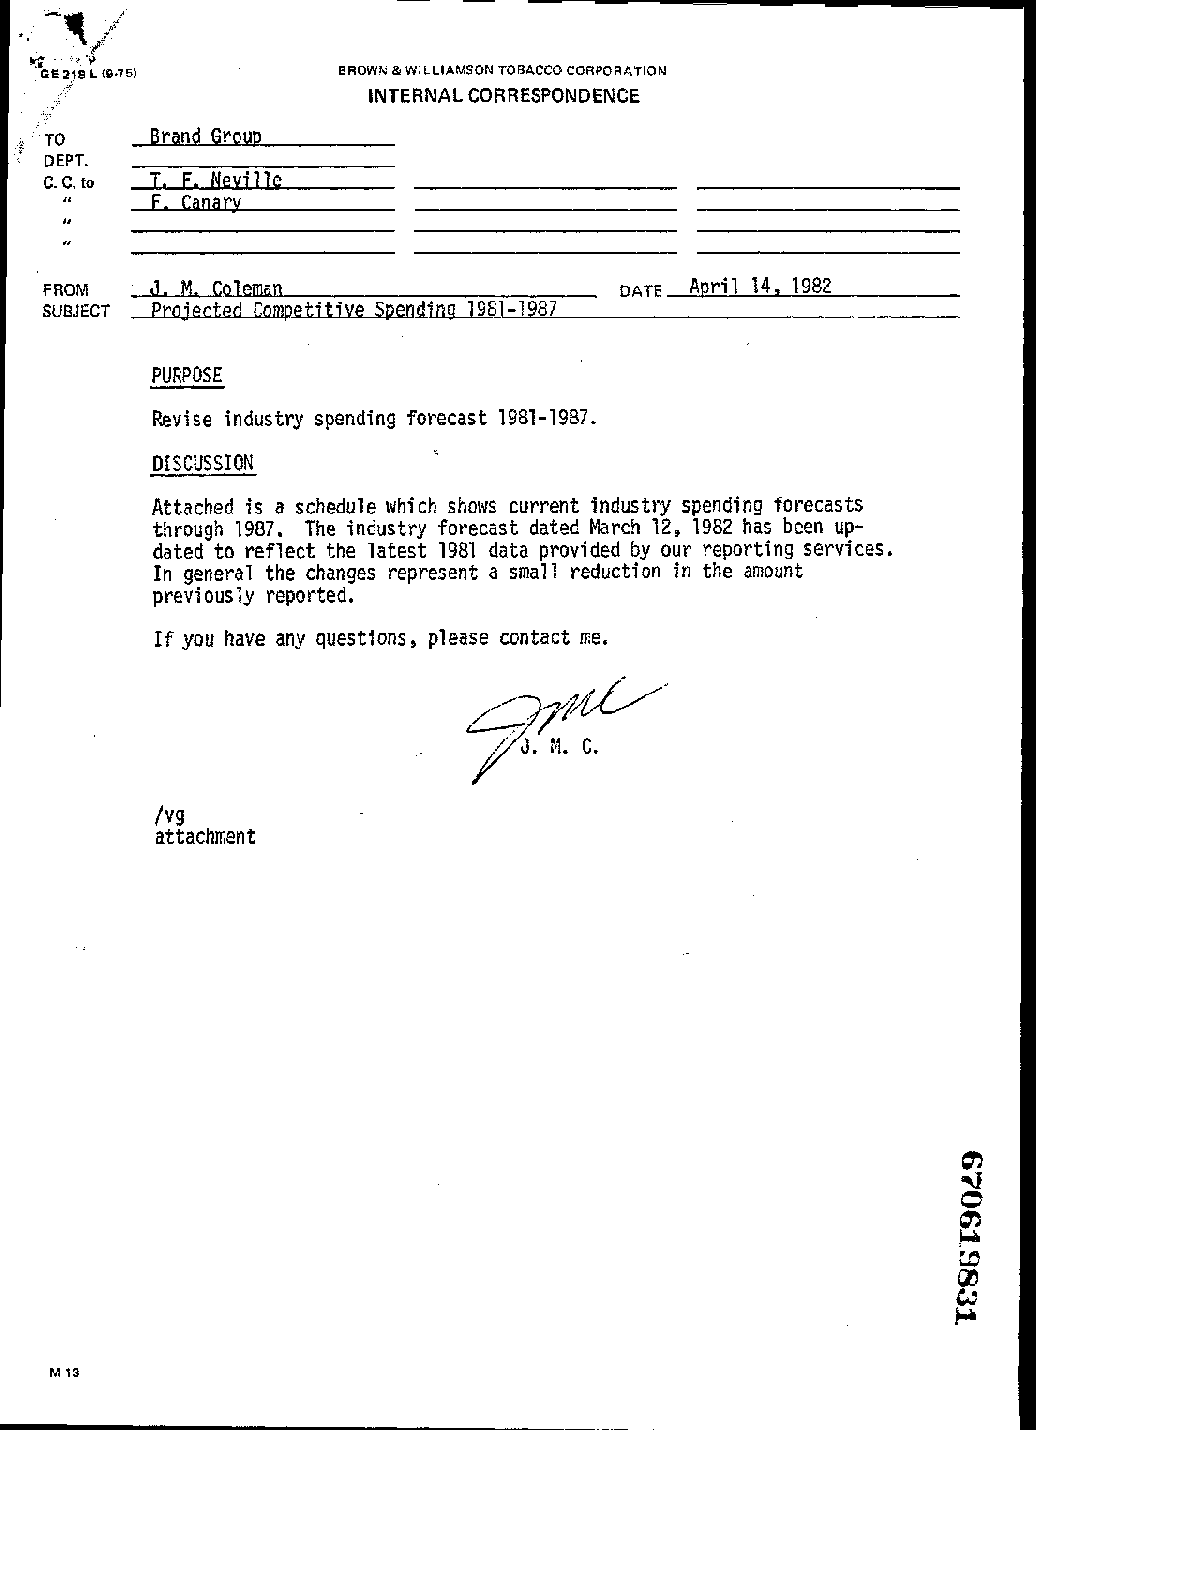 GE 218 L (9-75)
BROWN & WILLIAMSON TOBACCO CORPORATION
INTERNAL CORRESPONDENCE
TO Brand Group
DEPT.
C. C. to T. F. Neville
" F. Canary
"
"
FROM J. M. Coleman DATE April 14, 1982
SUBJECT Projected Competitive Spending 1981-1987
PURPOSE
Revise industry spending forecast 1981-1987.
DISCUSSION
Attached is a schedule which shows current industry spending forecasts
through 1987. The industry forecast dated March 12, 1982 has been up-
dated to reflect the latest 1981 data provided by our reporting services.
In general the changes represent a small reduction in the amount
previously reported.
If you have any questions, please contact me.
JMC
J. M. C.
/vg
attachment
670619831
M 13